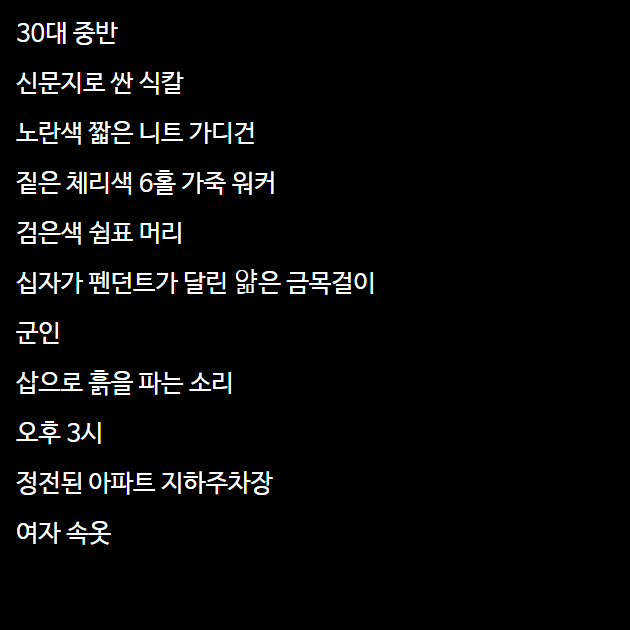 30대 중반
신문지로 싼 식칼
노란색 짧은 니트 가디건
짙은 체리색 6홀 가죽 워커
검은색 쉼표 머리
십자가 펜던트가 달린 얇은 금목걸이
군인
삽으로 흙을 파는 소리
오후 3시
정전된 아파트 지하주차장
여자 속옷